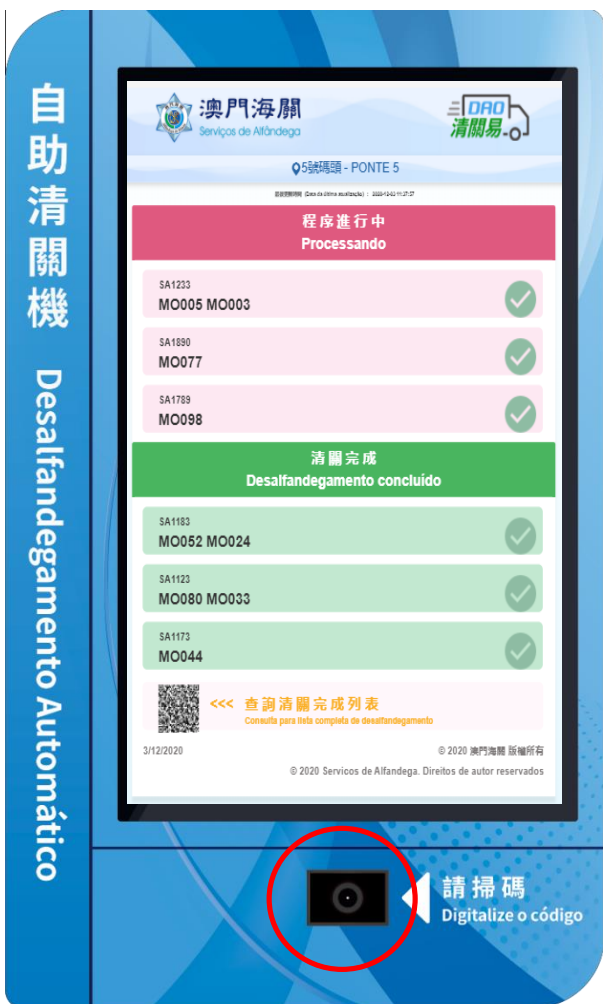 自助清關機 Desalfandegamento Automático
澳門海關
Serviços de Alfândega
DAO
清關易
5號碼頭 - PONTE 5
程序進行中
Processando
SA1233
MO005 MO003
SA1890
MO077
SA1789
MO098
清關完成
Desalfandegamento concluído
SA1183
MO052 MO024
SA1123
MO080 MO033
SA1173
MO044
<<< 查詢清關完成列表
Consulta para lista completa de desalfandegamento
3/12/2020
© 2020 澳門海關 版權所有
© 2020 Servicos de Alfandega. Direitos de autor reservados
請掃碼
Digitalize o código